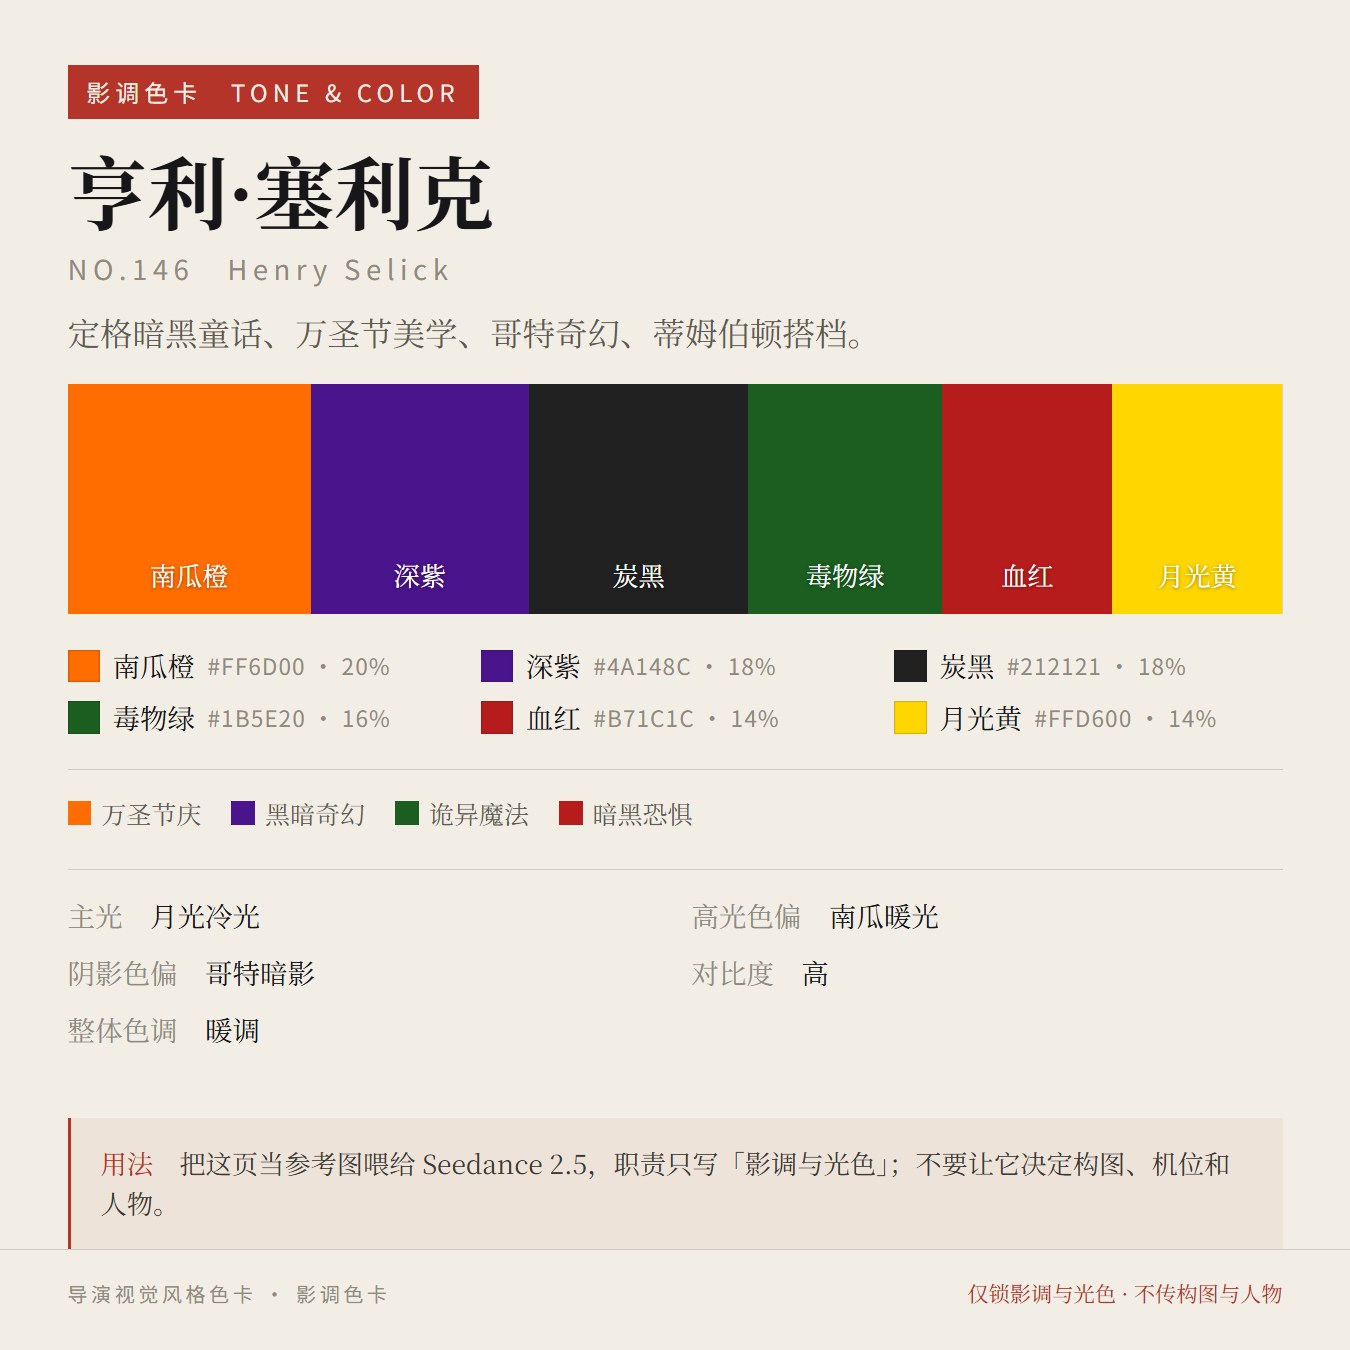 影调色卡 TONE & COLOR
亨利·塞利克
NO.146 Henry Selick
定格暗黑童话、万圣节美学、哥特奇幻、蒂姆伯顿搭档。
南瓜橙 深紫 炭黑 毒物绿 血红 月光黄
南瓜橙 #FF6D00 · 20% 深紫 #4A148C · 18% 炭黑 #212121 · 18%
毒物绿 #1B5E20 · 16% 血红 #B71C1C · 14% 月光黄 #FFD600 · 14%
万圣节庆 黑暗奇幻 诡异魔法 暗黑恐惧
主光 月光冷光 高光色偏 南瓜暖光
阴影色偏 哥特暗影 对比度 高
整体色调 暖调
用法 把这页当参考图喂给 Seedance 2.5，职责只写「影调与光色」；不要让它决定构图、机位和
人物。
导演视觉风格色卡 · 影调色卡 仅锁影调与光色 · 不传构图与人物